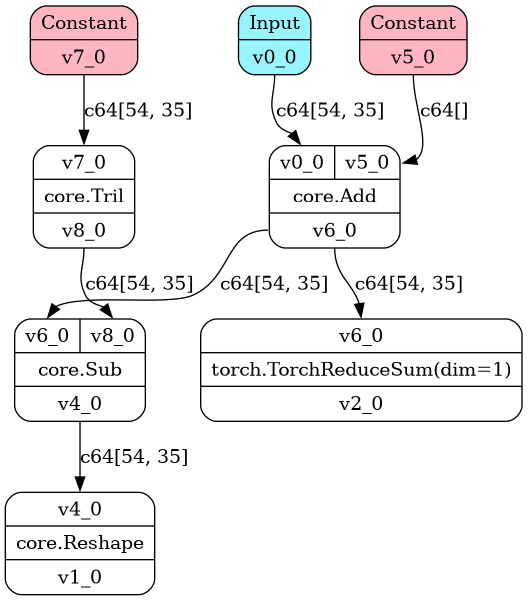 Constant
v7_0
Input
v0_0
Constant
v5_0
c64[54, 35]
c64[54, 35]
c64[]
v7_0
core.Tril
v8_0
v0_0
v5_0
core.Add
v6_0
c64[54, 35]
c64[54, 35]
c64[54, 35]
v6_0
v8_0
core.Sub
v4_0
v6_0
torch.TorchReduceSum(dim=1)
v2_0
c64[54, 35]
v4_0
core.Reshape
v1_0